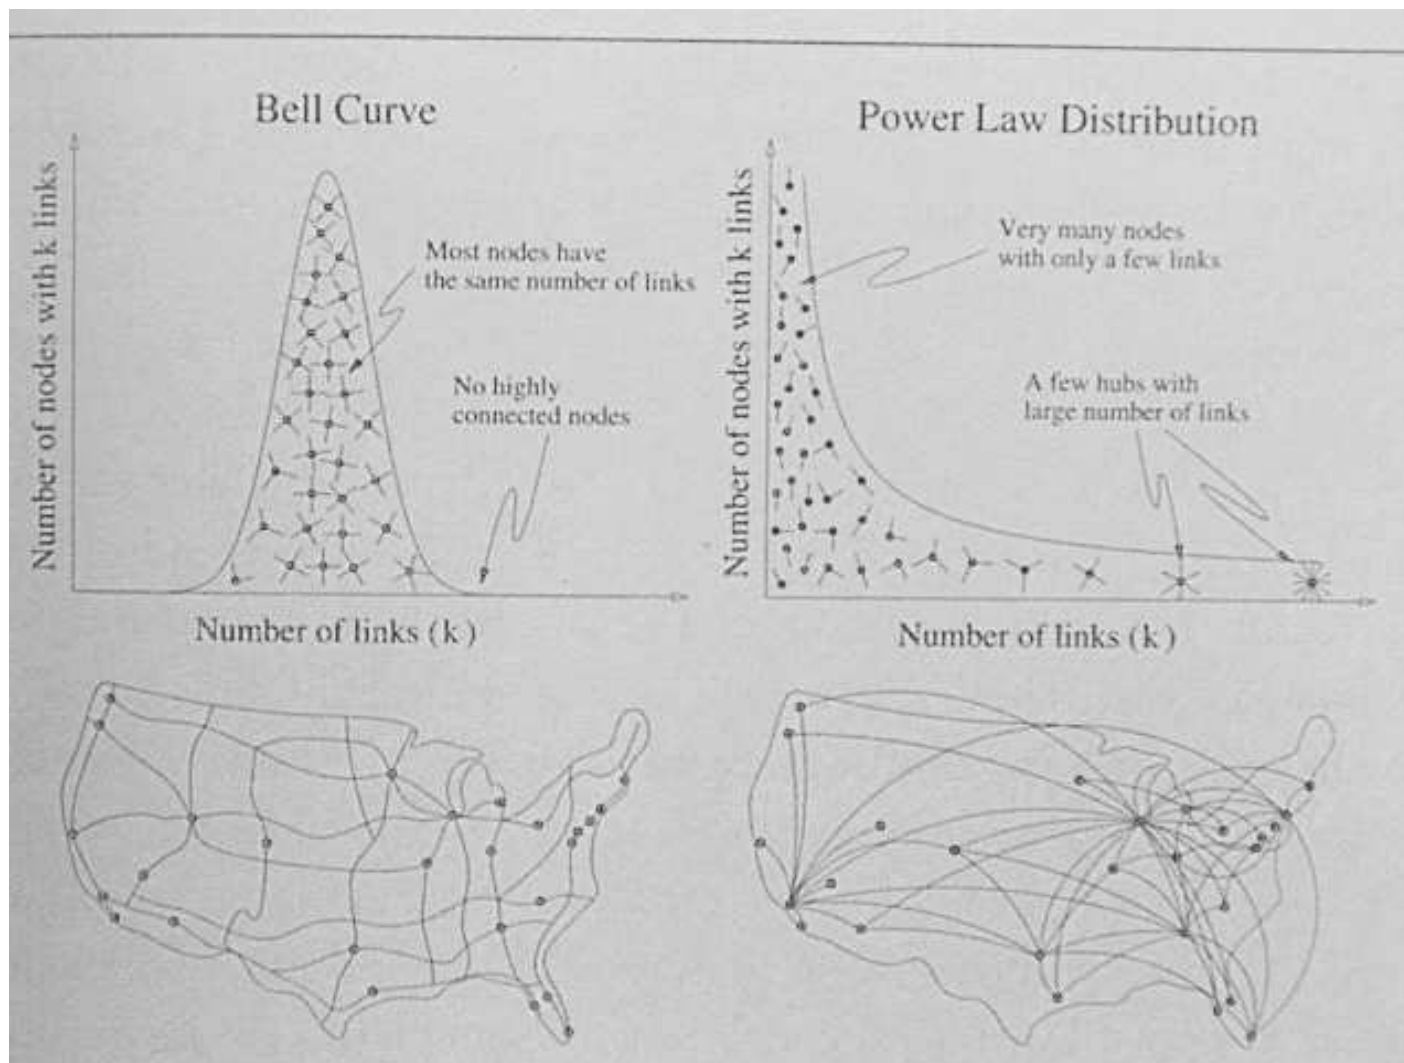 Bell Curve
Number of nodes with k links
Most nodes have
the same number of links
No highly
connected nodes
Number of links (k)
Power Law Distribution
Number of nodes with k links
Very many nodes
with only a few links
A few hubs with
large number of links
Number of links (k)